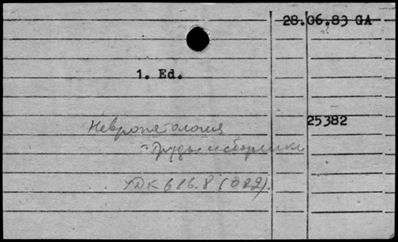 28.06.83 GA
1. Ed.
25382
Невропатология
- Труды и сборники
УДК 616.8 (082).